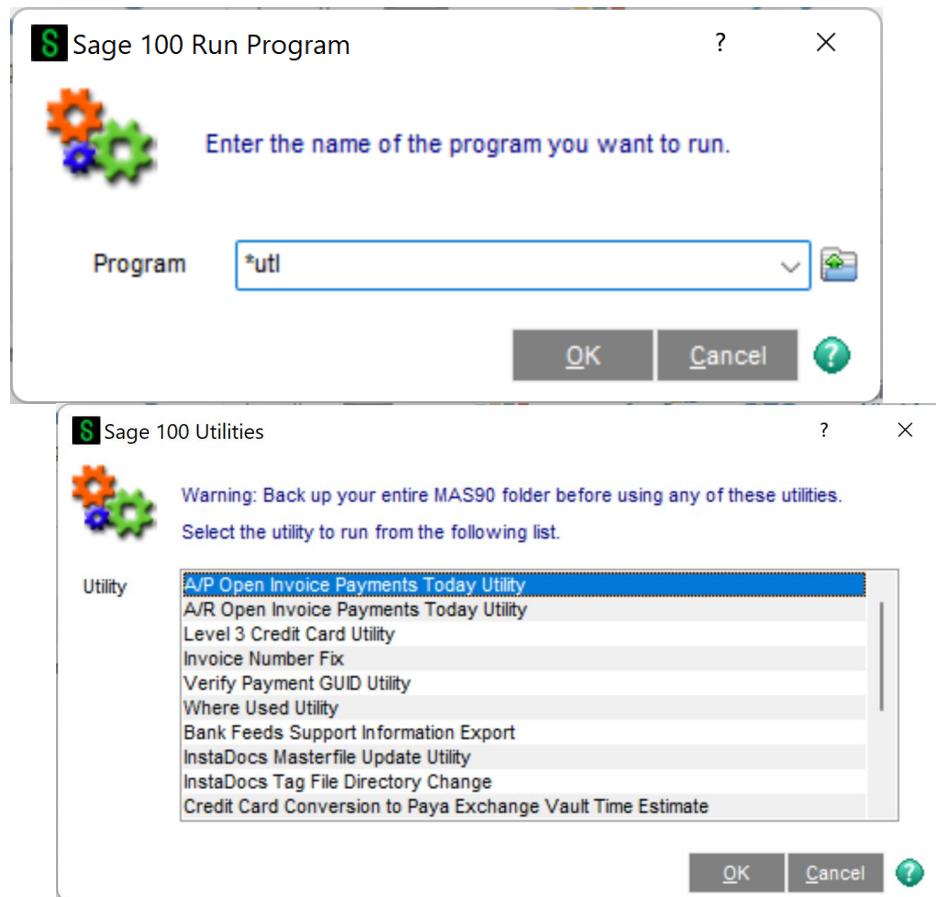 S Sage 100 Run Program ?
Enter the name of the program you want to run.
Program *utl
OK Cancel ?
S Sage 100 Utilities ?
Warning: Back up your entire MAS90 folder before using any of these utilities.
Select the utility to run from the following list.
Utility A/P Open Invoice Payments Today Utility
A/R Open Invoice Payments Today Utility
Level 3 Credit Card Utility
Invoice Number Fix
Verify Payment GUID Utility
Where Used Utility
Bank Feeds Support Information Export
InstaDocs Masterfile Update Utility
InstaDocs Tag File Directory Change
Credit Card Conversion to Paya Exchange Vault Time Estimate
OK Cancel ?